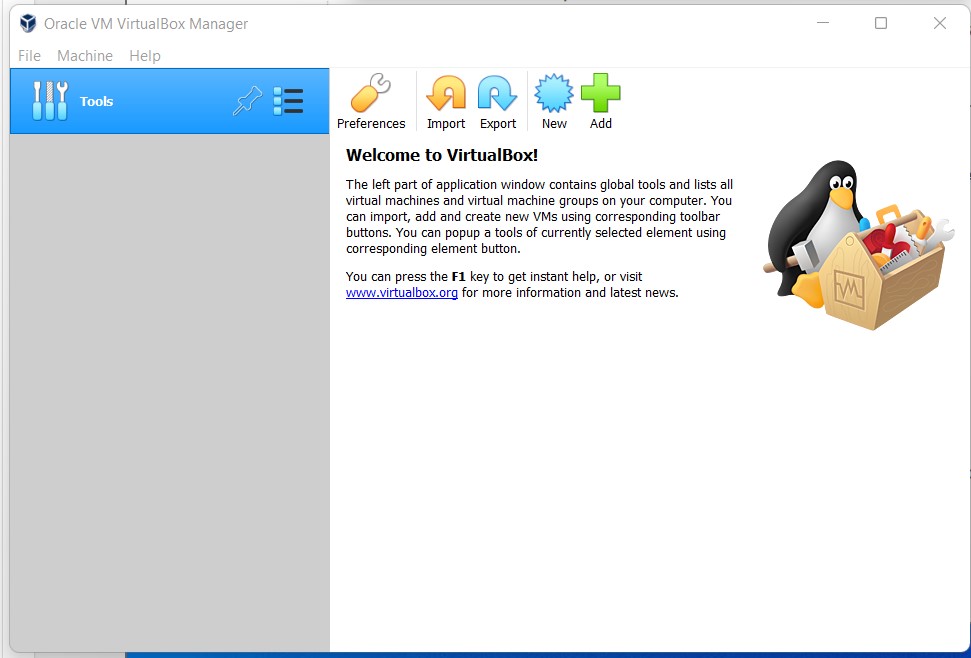 Oracle VM VirtualBox Manager
File Machine Help
Tools
Preferences Import Export New Add
Welcome to VirtualBox!
The left part of application window contains global tools and lists all
virtual machines and virtual machine groups on your computer. You
can import, add and create new VMs using corresponding toolbar
buttons. You can popup a tools of currently selected element using
corresponding element button.
You can press the F1 key to get instant help, or visit
www.virtualbox.org for more information and latest news.